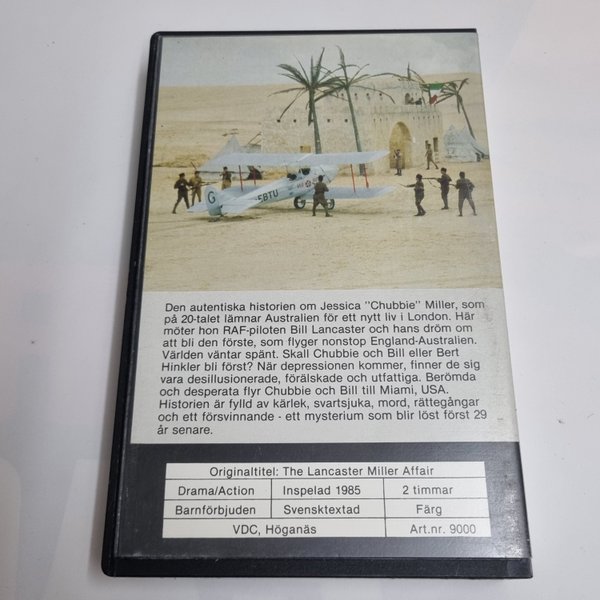 G
EBTU
Den autentiska historien om Jessica "Chubbie" Miller, som
på 20-talet lämnar Australien för ett nytt liv i London. Här
möter hon RAF-piloten Bill Lancaster och hans dröm om
att bli den förste, som flyger nonstop England-Australien.
Världen väntar spänt. Skall Chubbie och Bill eller Bert
Hinkler bli först? När depressionen kommer, finner de sig
vara desillusionerade, förälskade och utfattiga. Berömda
och desperata flyr Chubbie och Bill till Miami, USA.
Historien är fylld av kärlek, svartsjuka, mord, rättegångar
och ett försvinnande - ett mysterium som blir löst först 29
år senare.
Originaltitel: The Lancaster Miller Affair
Drama/Action Inspelad 1985 2 timmar
Barnförbjuden Svensktextad Färg
VDC, Höganäs Art.nr. 9000